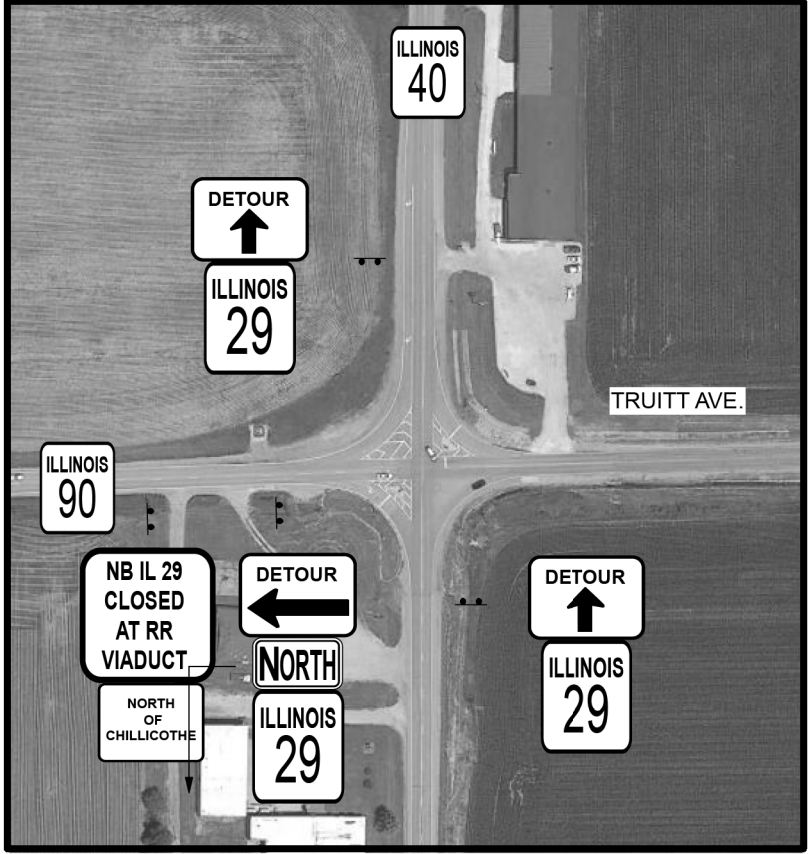 ILLINOIS
40
DETOUR
ILLINOIS
29
TRUITT AVE.
ILLINOIS
90
NB IL 29
CLOSED
AT RR
VIADUCT
NORTH
OF
CHILLICOTHE
DETOUR
NORTH
ILLINOIS
29
DETOUR
ILLINOIS
29